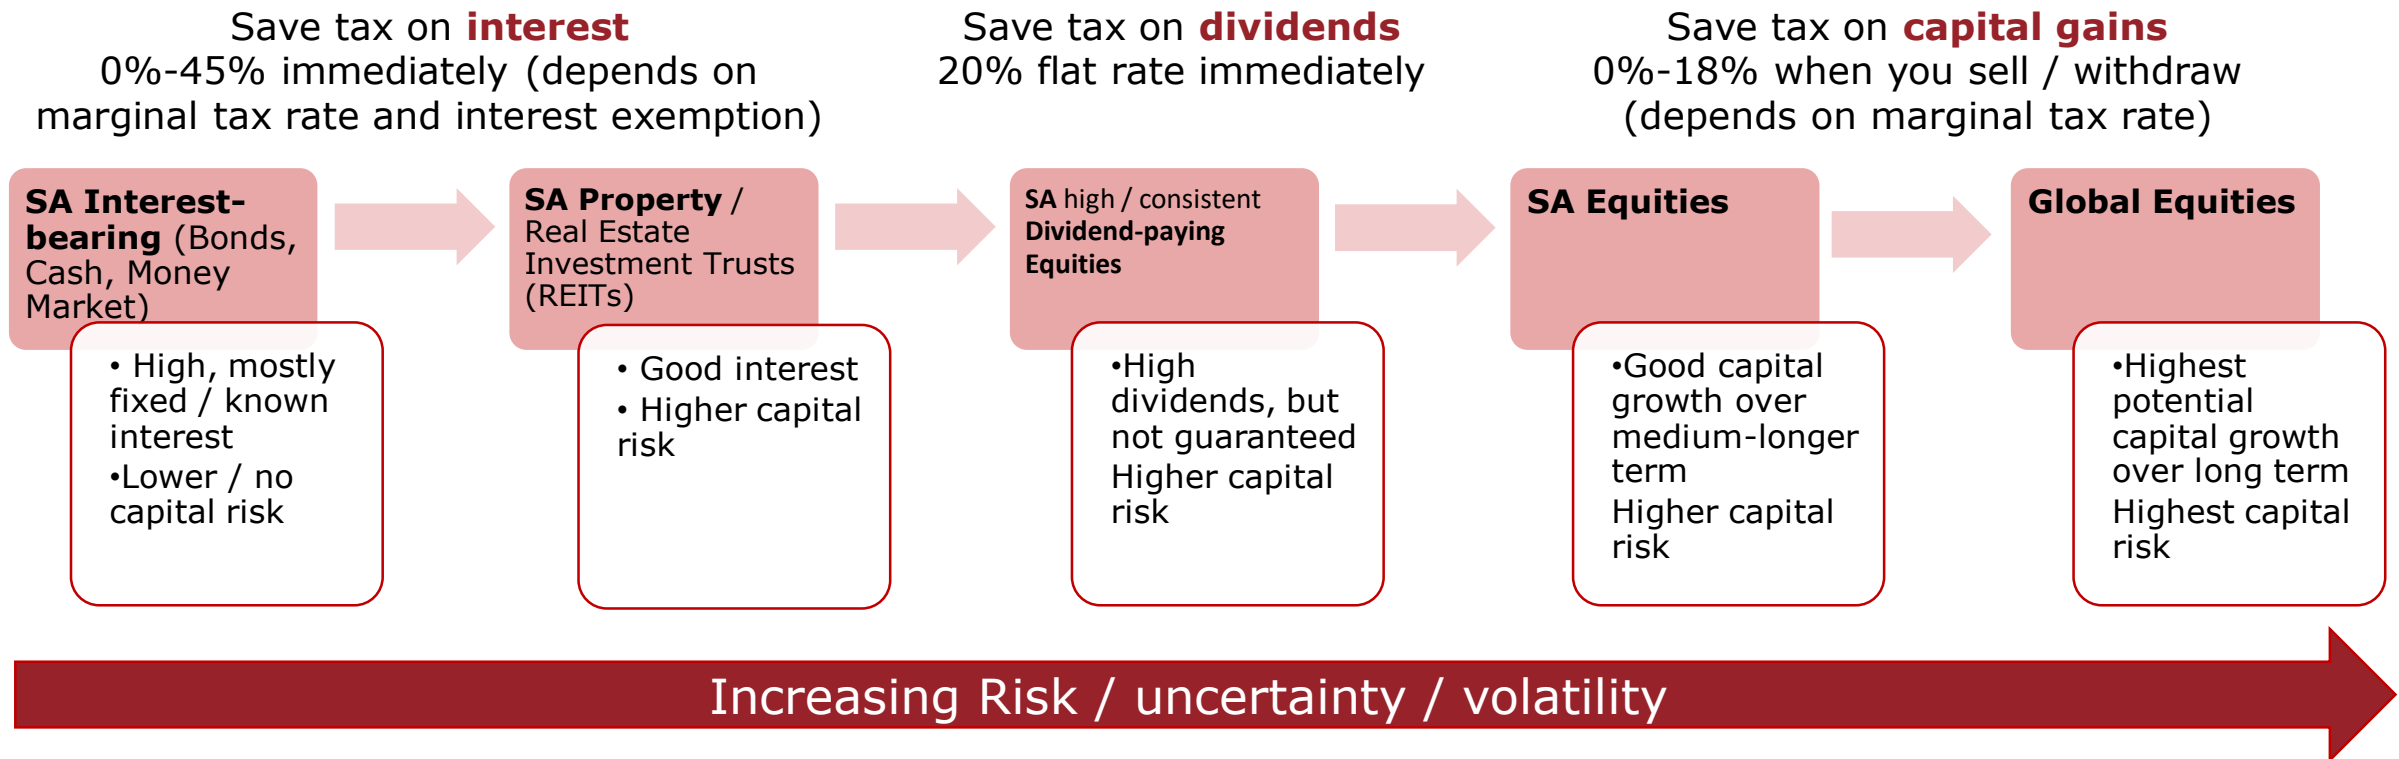 Save tax on interest
0%-45% immediately (depends on
marginal tax rate and interest exemption)
Save tax on dividends
20% flat rate immediately
Save tax on capital gains
0%-18% when you sell / withdraw
(depends on marginal tax rate)
SA Interest-
bearing (Bonds,
Cash, Money
Market)
• High, mostly
fixed / known
interest
•Lower / no
capital risk
SA Property /
Real Estate
Investment Trusts
(REITs)
• Good interest
• Higher capital
risk
SA high / consistent
Dividend-paying
Equities
•High
dividends, but
not guaranteed
Higher capital
risk
SA Equities
•Good capital
growth over
medium-longer
term
Higher capital
risk
Global Equities
•Highest
potential
capital growth
over long term
Highest capital
risk
Increasing Risk / uncertainty / volatility